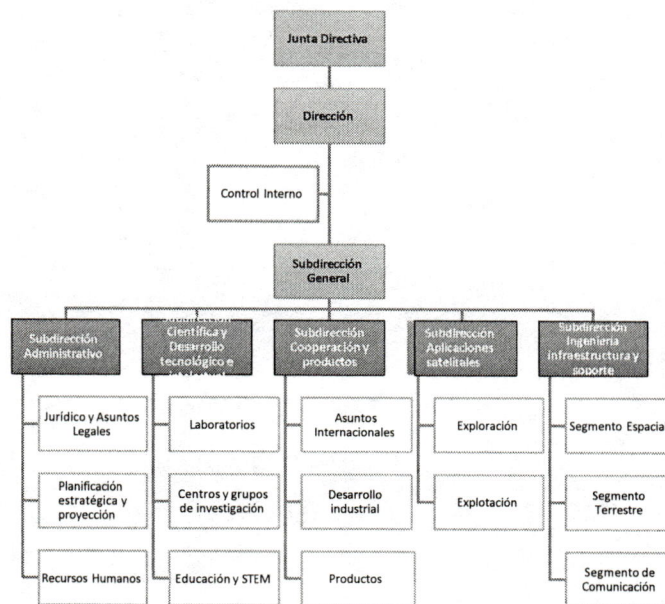 Junta Directiva
Dirección
Control Interno
Subdirección
General
Subdirección
Administrativo
Subdirección
Científica y
Desarrollo
tecnológico e
Subdirección
Cooperación y
productos
Subdirección
Aplicaciones
satelitales
Subdirección
Ingeniería
infraestructura y
soporte
Jurídico y Asuntos
Legales
Laboratorios
Asuntos
Internacionales
Exploración
Segmento Espacial
Planificación
estratégica y
proyección
Centros y grupos
de investigación
Desarrollo
industrial
Explotación
Segmento
Terrestre
Recursos Humanos
Educación y STEM
Productos
Segmento de
Comunicación